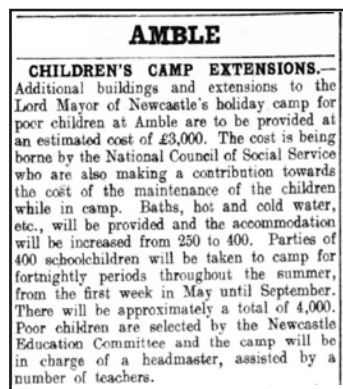 AMBLE
CHILDREN'S CAMP EXTENSIONS.—
Additional buildings and extensions to the
Lord Mayor of Newcastle's holiday camp for
poor children at Amble are to be provided at
an estimated cost of £3,000. The cost is being
borne by the National Council of Social Service
who are also making a contribution towards
the cost of the maintenance of the children
while in camp. Baths, hot and cold water,
etc., will be provided and the accommodation
will be increased from 250 to 400. Parties of
400 schoolchildren will be taken to camp for
fortnightly periods throughout the summer,
from the first week in May until September.
There will be approximately a total of 4,000.
Poor children are selected by the Newcastle
Education Committee and the camp will be
in charge of a headmaster, assisted by a
number of teachers.